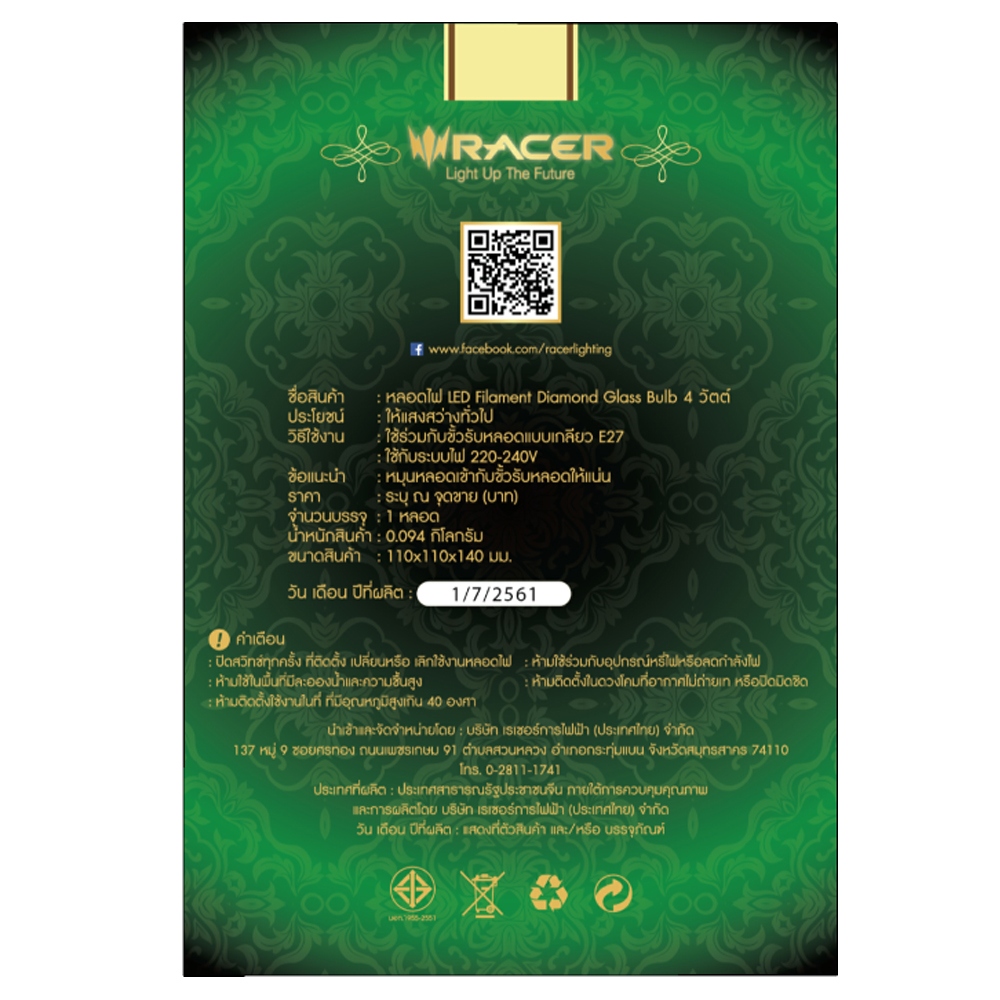 RACER
Light Up The Future
www.facebook.com/racerlighting
ชื่อสินค้า : หลอดไฟ LED Filament Diamond Glass Bulb 4 วัตต์
ประโยชน์ : ให้แสงสว่างทั่วไป
วิธีใช้งาน : ใช้ร่วมกับขั้วรับหลอดแบบเกลียว E27
: ใช้กับระบบไฟ 220-240V
ข้อแนะนำ : หมุนหลอดเข้ากับขั้วรับหลอดให้แน่น
ราคา : ระบุ ณ จุดขาย (บาท)
จำนวนบรรจุ : 1 หลอด
น้ำหนักสินค้า : 0.094 กิโลกรัม
ขนาดสินค้า : 110x110x140 มม.
วัน เดือน ปีที่ผลิต : 1/7/2561
! คำเตือน
: ปิดสวิทช์ทุกครั้ง ที่ติดตั้ง เปลี่ยนหรือ เลิกใช้งานหลอดไฟ : ห้ามใช้ร่วมกับอุปกรณ์หรี่ไฟหรือลดกำลังไฟ
: ห้ามใช้ในพื้นที่มีละอองน้ำและความชื้นสูง : ห้ามติดตั้งในดวงโคมที่อากาศไม่ถ่ายเท หรือปิดมิดชิด
: ห้ามติดตั้งใช้งานในที่ ที่มีอุณหภูมิสูงเกิน 40 องศา
นำเข้าและจัดจำหน่ายโดย : บริษัท เรเซอร์การไฟฟ้า (ประเทศไทย) จำกัด
137 หมู่ 9 ซอยศรทอง ถนนเพชรเกษม 91 ตำบลสวนหลวง อำเภอกระทุ่มแบน จังหวัดสมุทรสาคร 74110
โทร. 0-2811-1741
ประเทศที่ผลิต : ประเทศสาธารณรัฐประชาชนจีน ภายใต้การควบคุมคุณภาพ
และการผลิตโดย บริษัท เรเซอร์การไฟฟ้า (ประเทศไทย) จำกัด
วัน เดือน ปีที่ผลิต : แสดงที่ตัวสินค้า และ/หรือ บรรจุภัณฑ์
มอก.1955-2551